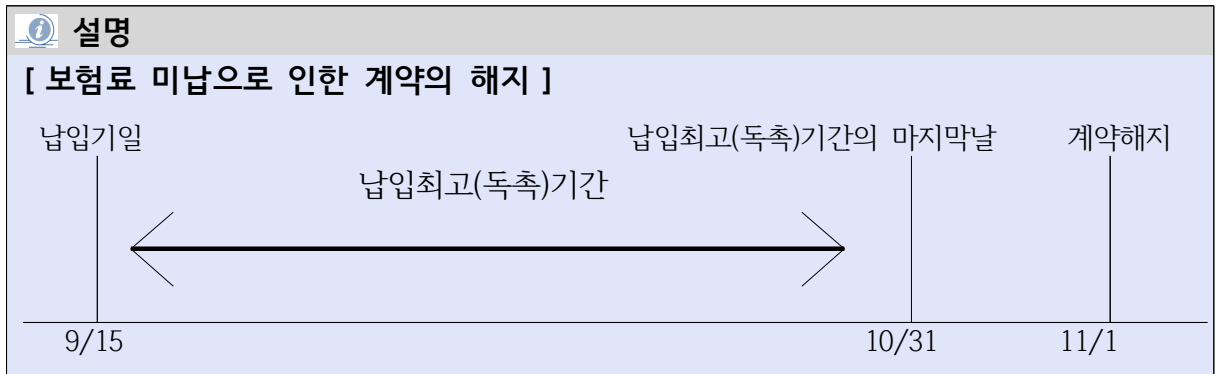 설명
[ 보험료 미납으로 인한 계약의 해지 ]
납입기일 납입최고(독촉)기간의 마지막날 계약해지
납입최고(독촉)기간
9/15 10/31 11/1